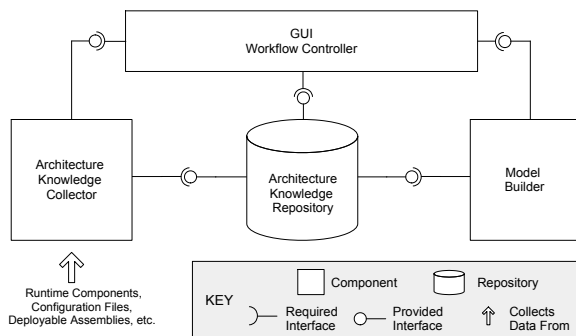 GUI
Workflow Controller
Architecture
Knowledge
Collector
Architecture
Knowledge
Repository
Model
Builder
Runtime Components,
Configuration Files,
Deployable Assemblies, etc.
KEY
Component
Repository
Required
Interface
Provided
Interface
Collects
Data From